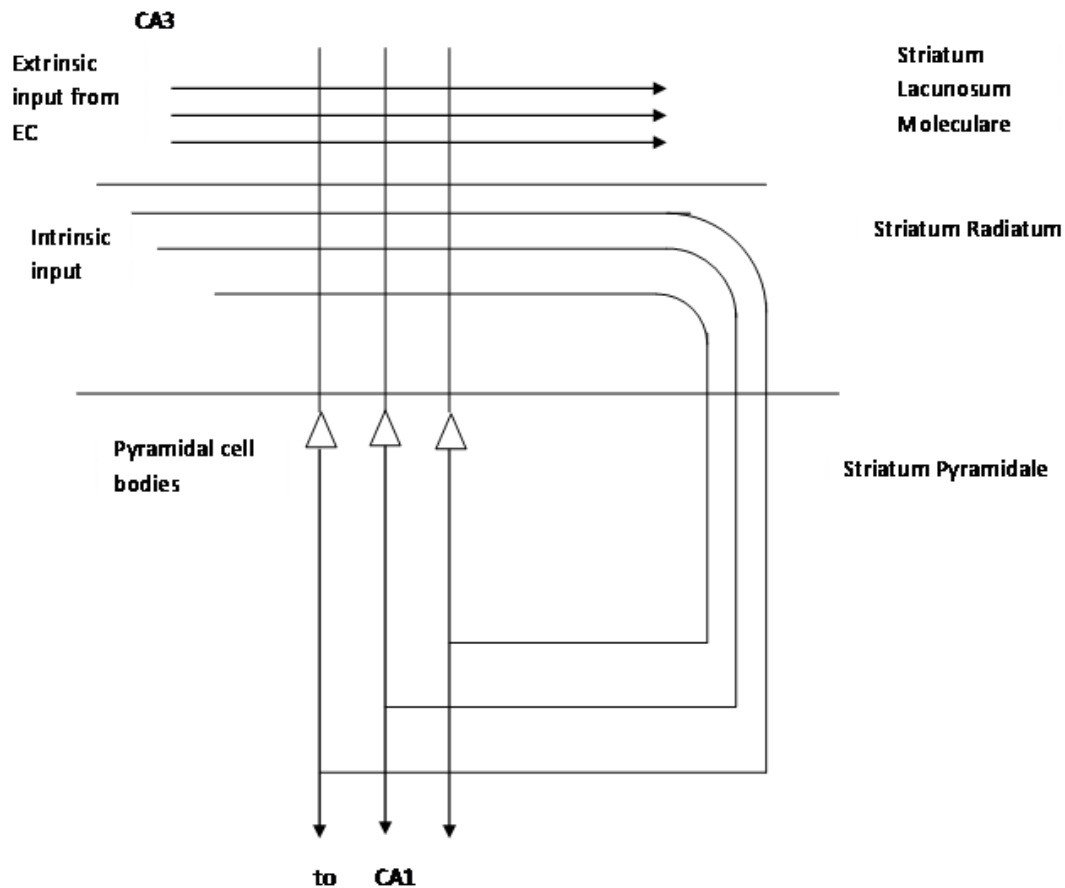 CA3
Extrinsic
input from
EC
Striatum
Lacunosum
Moleculare
Intrinsic
input
Striatum Radiatum
Pyramidal cell
bodies
Striatum Pyramidale
to CA1